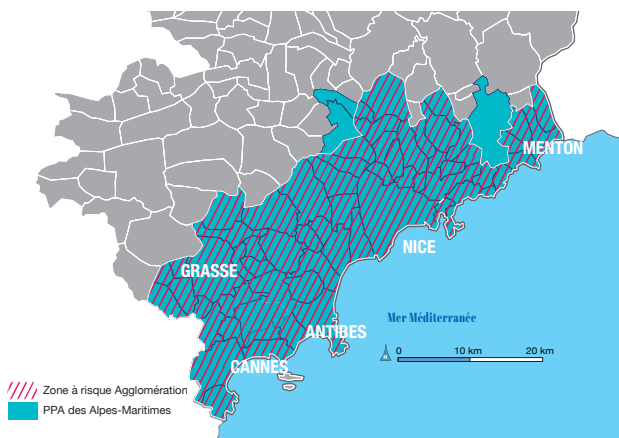 MENTON
NICE
GRASSE
Mer Méditerranée
ANTIBES
N
0 10 km 20 km
CANNES
Zone à risque Agglomération
PPA des Alpes-Maritimes